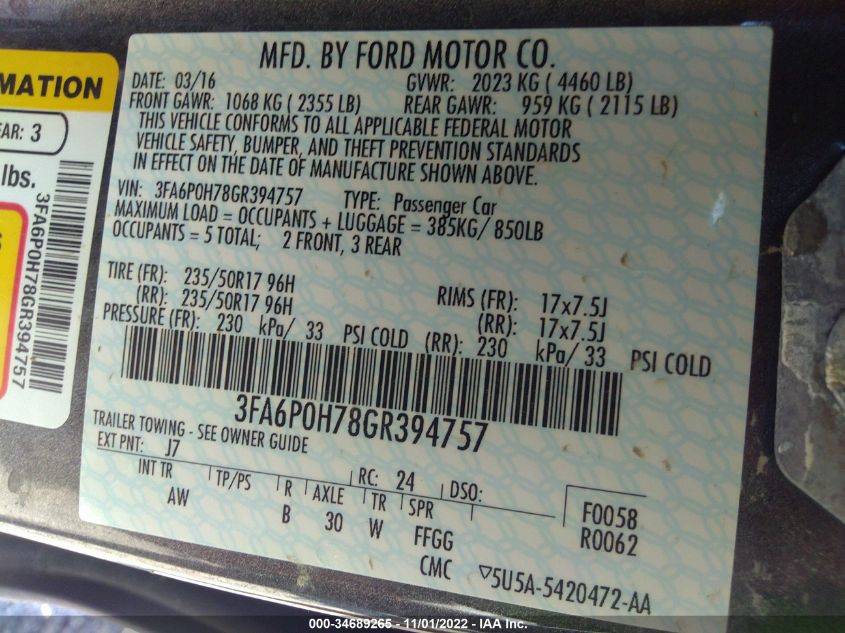 MFD. BY FORD MOTOR CO.
DATE: 03/16 GVWR: 2023 KG ( 4460 LB)
FRONT GAWR: 1068 KG ( 2355 LB) REAR GAWR: 959 KG ( 2115 LB)
THIS VEHICLE CONFORMS TO ALL APPLICABLE FEDERAL MOTOR
VEHICLE SAFETY, BUMPER, AND THEFT PREVENTION STANDARDS
IN EFFECT ON THE DATE OF MANUFACTURE SHOWN ABOVE.
VIN: 3FA6P0H78GR394757 TYPE: Passenger Car
MAXIMUM LOAD = OCCUPANTS + LUGGAGE = 385KG/ 850LB
OCCUPANTS = 5 TOTAL; 2 FRONT, 3 REAR
TIRE (FR): 235/50R17 96H RIMS (FR): 17x7.5J
(RR): 235/50R17 96H (RR): 17x7.5J
PRESSURE (FR): 230 kPa/ 33 PSI COLD (RR): 230 kPa/ 33 PSI COLD
3FA6P0H78GR394757
TRAILER TOWING - SEE OWNER GUIDE
EXT PNT: J7 RC: 24 DSO:
INT TR TP/PS R AXLE TR SPR F0058
AW B 30 W FFGG R0062
CMC ▽5U5A-5420472-AA
MATION
EAR: 3
lbs.
3FA6P0H78GR394757
000-34689265 - 11/01/2022 - IAA Inc.